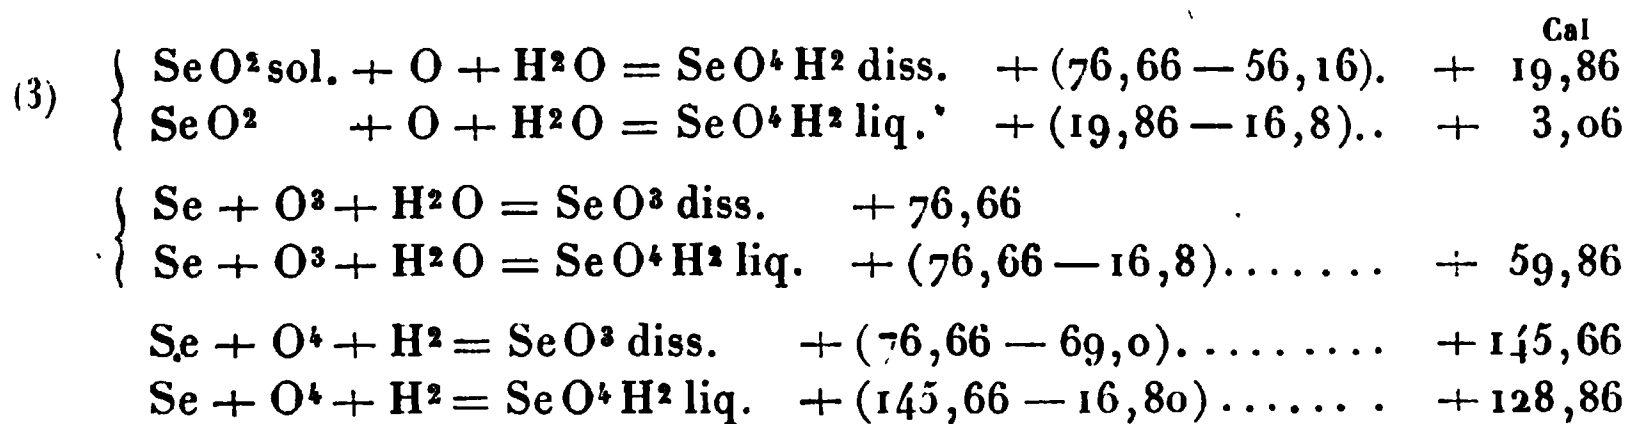 Cal
(3) { SeO² sol. + O + H²O = SeO⁴H² diss. + (76,66 — 56,16). + 19,86
SeO² + O + H²O = SeO⁴H² liq. + (19,86 — 16,8).. + 3,06
{ Se + O³ + H²O = SeO³ diss. + 76,66
Se + O³ + H²O = SeO⁴H² liq. + (76,66 — 16,8)....... + 59,86
Se + O⁴ + H² = SeO³ diss. + (76,66 — 69,0)......... + 145,66
Se + O⁴ + H² = SeO⁴H² liq. + (145,66 — 16,80)....... + 128,86